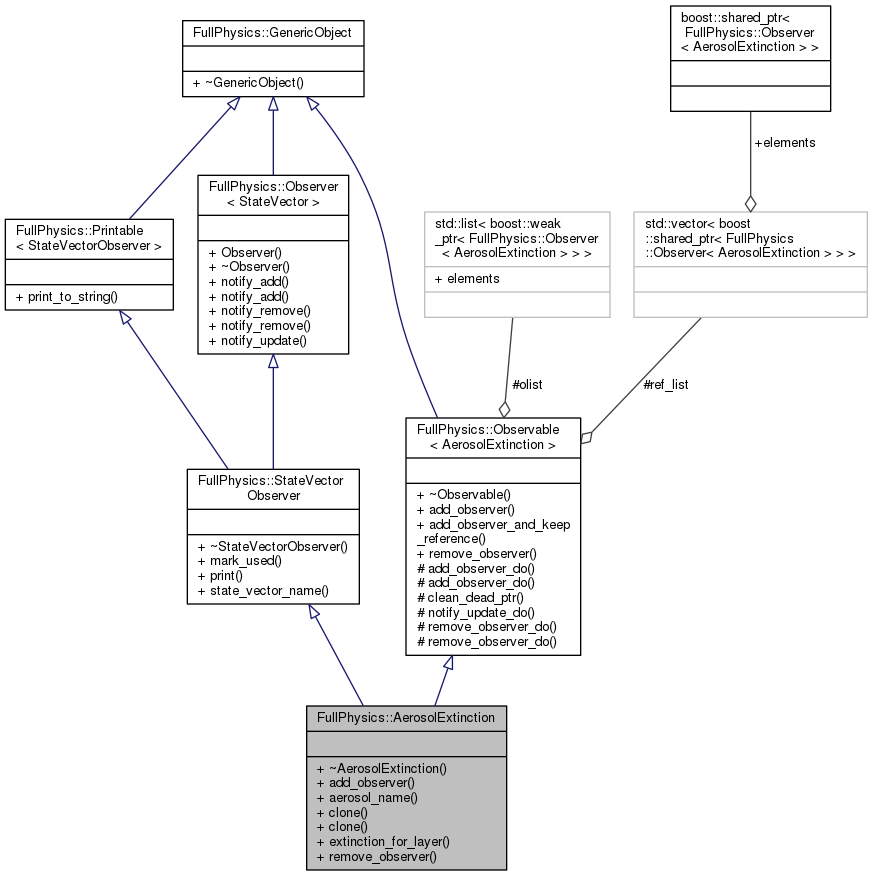 FullPhysics::GenericObject
+ ~GenericObject()
boost::shared_ptr<
FullPhysics::Observer
< AerosolExtinction > >
+elements
FullPhysics::Printable
< StateVectorObserver >
+ print_to_string()
FullPhysics::Observer
< StateVector >
+ Observer()
+ ~Observer()
+ notify_add()
+ notify_add()
+ notify_remove()
+ notify_remove()
+ notify_update()
std::list< boost::weak
_ptr< FullPhysics::Observer
< AerosolExtinction > > >
+ elements
std::vector< boost
::shared_ptr< FullPhysics
::Observer< AerosolExtinction > > >
#olist
#ref_list
FullPhysics::StateVector
Observer
+ ~StateVectorObserver()
+ mark_used()
+ print()
+ state_vector_name()
FullPhysics::Observable
< AerosolExtinction >
+ ~Observable()
+ add_observer()
+ add_observer_and_keep
_reference()
+ remove_observer()
# add_observer_do()
# add_observer_do()
# clean_dead_ptr()
# notify_update_do()
# remove_observer_do()
# remove_observer_do()
FullPhysics::AerosolExtinction
+ ~AerosolExtinction()
+ add_observer()
+ aerosol_name()
+ clone()
+ clone()
+ extinction_for_layer()
+ remove_observer()